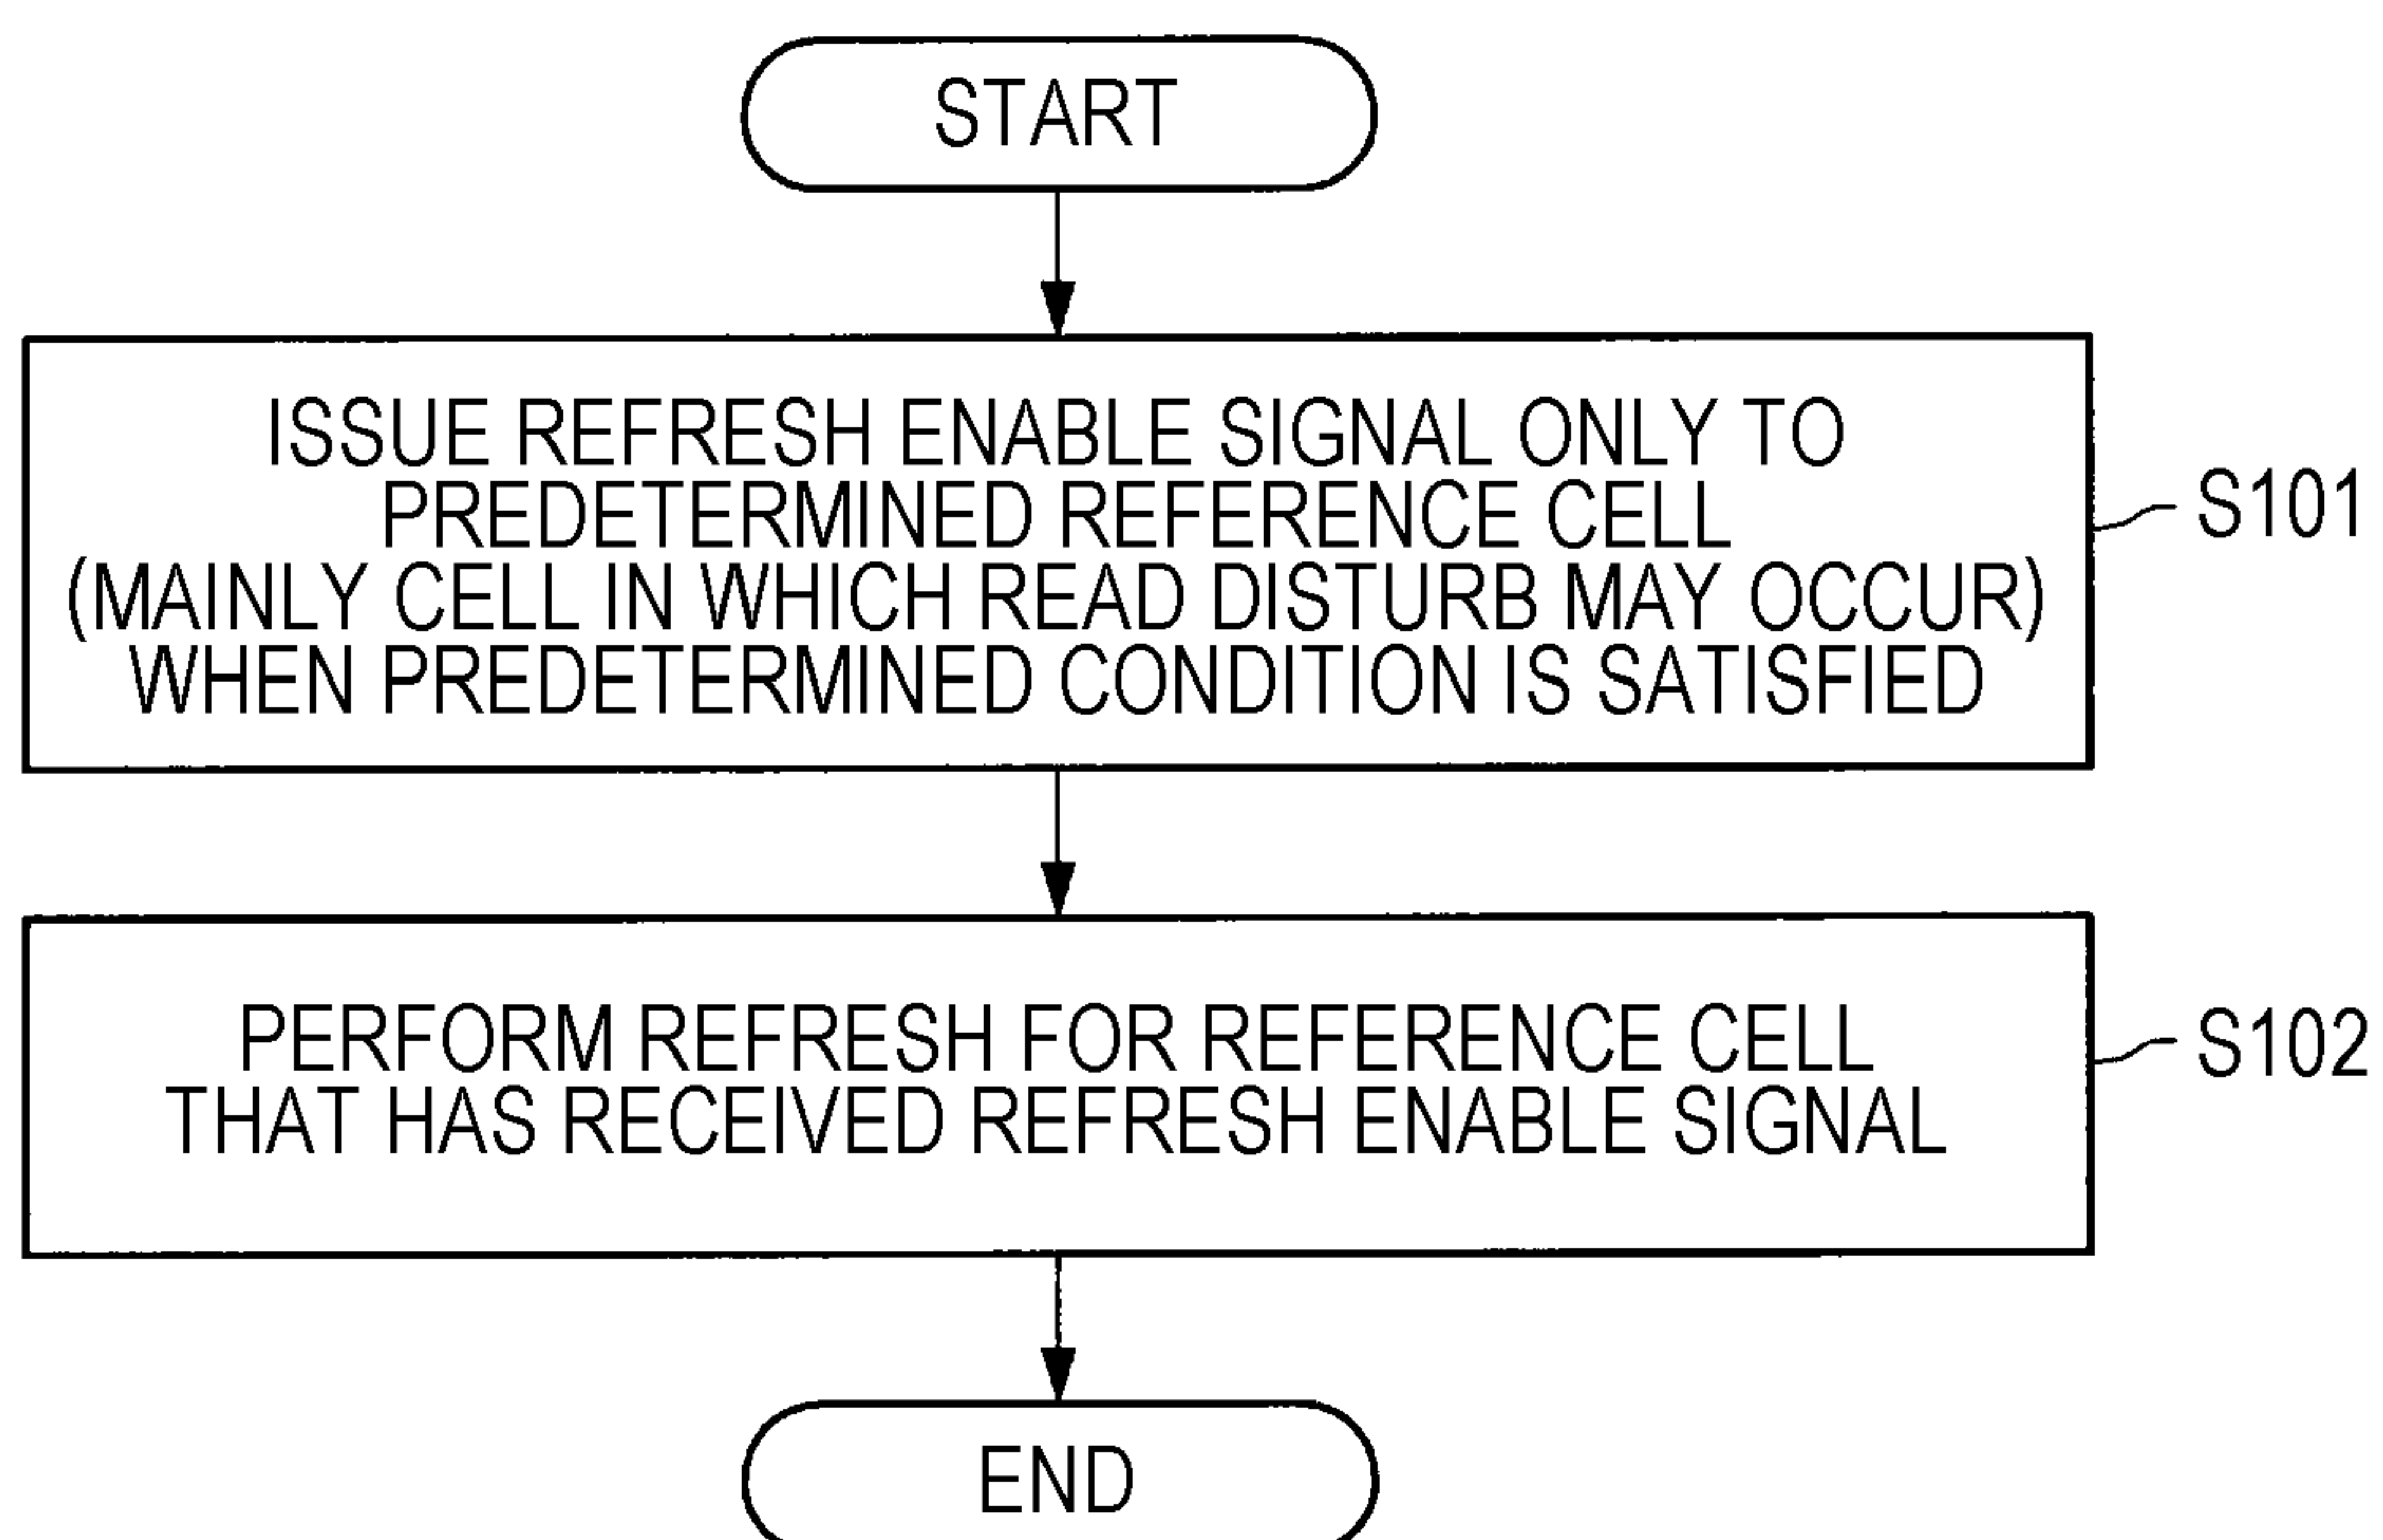 START
ISSUE REFRESH ENABLE SIGNAL ONLY TO
PREDETERMINED REFERENCE CELL
(MAINLY CELL IN WHICH READ DISTURB MAY OCCUR)
WHEN PREDETERMINED CONDITION IS SATISFIED
S101
PERFORM REFRESH FOR REFERENCE CELL
THAT HAS RECEIVED REFRESH ENABLE SIGNAL
S102
END